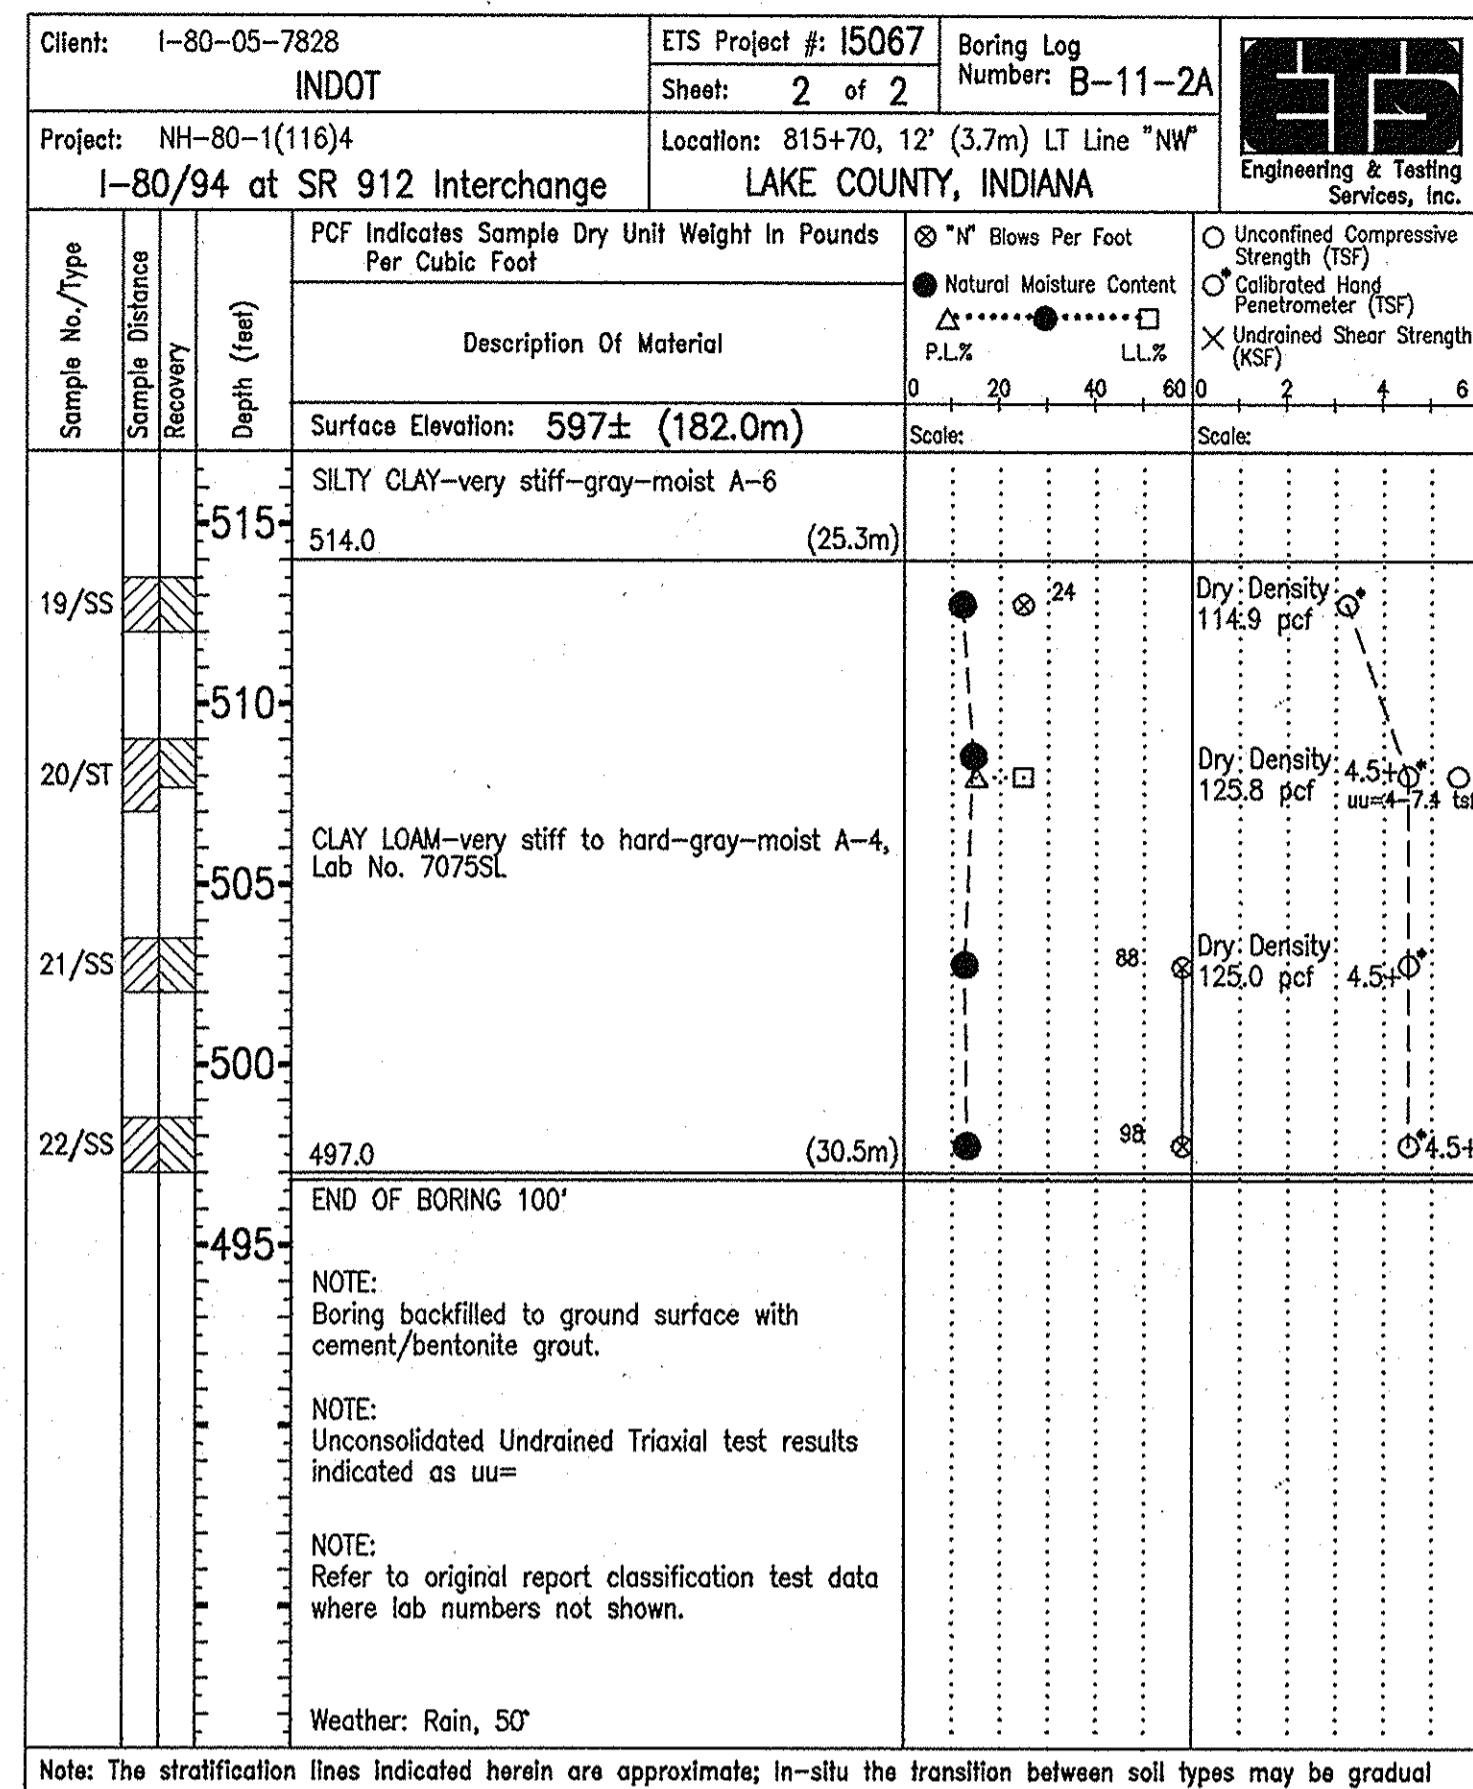 Client: I-80-05-7828
INDOT
ETS Project #: 15067
Sheet: 2 of 2
Boring Log
Number: B-11-2A
ETS
Engineering & Testing
Services, Inc.
Project: NH-80-1(116)4
I-80/94 at SR 912 Interchange
Location: 815+70, 12' (3.7m) LT Line "NW"
LAKE COUNTY, INDIANA
Sample No./Type
Sample Distance
Recovery
Depth (feet)
PCF Indicates Sample Dry Unit Weight In Pounds
Per Cubic Foot
Description Of Material
Surface Elevation: 597± (182.0m)
⊗ "N" Blows Per Foot
● Natural Moisture Content
P.L.% LL.%
0 20 40 60
Scale:
○ Unconfined Compressive
Strength (TSF)
○* Calibrated Hand
Penetrometer (TSF)
✕ Undrained Shear Strength
(KSF)
0 2 4 6
Scale:
SILTY CLAY-very stiff-gray-moist A-6
515
514.0 (25.3m)
19/SS
24
Dry Density
114.9 pcf
510
20/ST
Dry Density
125.8 pcf
4.5+
uu=4-7.4 tsf
CLAY LOAM-very stiff to hard-gray-moist A-4,
Lab No. 7075SL
505
21/SS
88
Dry Density
125.0 pcf
4.5+
500
22/SS
98
4.5+
497.0 (30.5m)
END OF BORING 100'
495
NOTE:
Boring backfilled to ground surface with
cement/bentonite grout.
NOTE:
Unconsolidated Undrained Triaxial test results
indicated as uu=
NOTE:
Refer to original report classification test data
where lab numbers not shown.
Weather: Rain, 50°
Note: The stratification lines indicated herein are approximate; in-situ the transition between soil types may be gradual